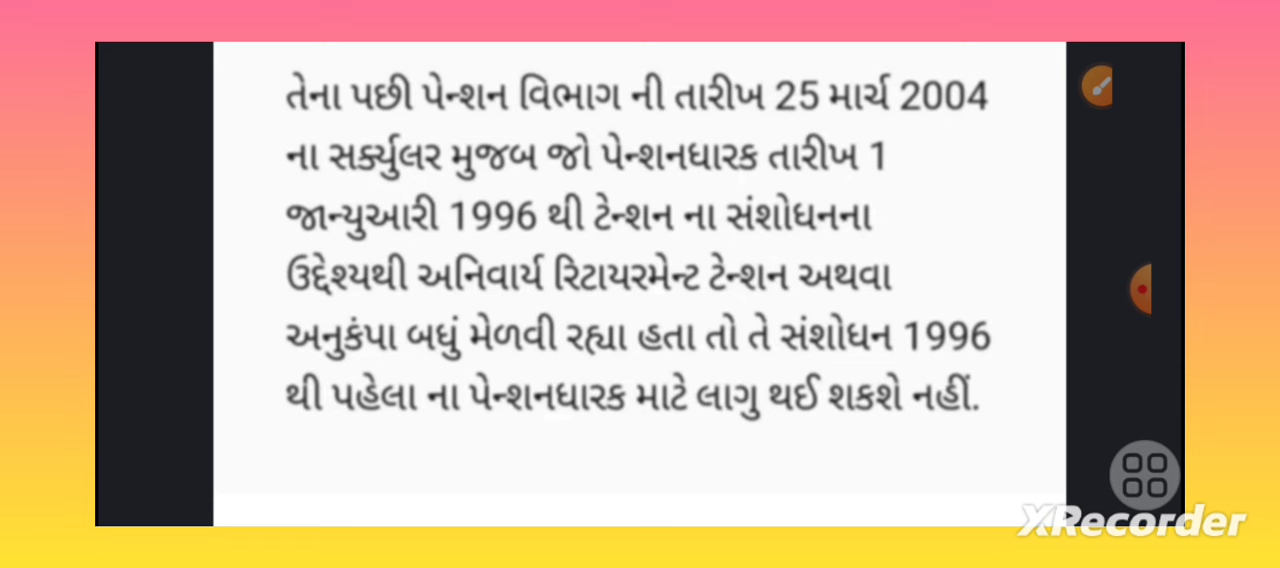 તેના પછી પેન્શન વિભાગ ની તારીખ 25 માર્ચ 2004
ના સર્ક્યુલર મુજબ જો પેન્શનધારક તારીખ 1
જાન્યુઆરી 1996 થી ટેન્શન ના સંશોધનના
ઉદ્દેશ્યથી અનિવાર્ય રિટાયરમેન્ટ ટેન્શન અથવા
અનુકંપા બધું મેળવી રહ્યા હતા તો તે સંશોધન 1996
થી પહેલા ના પેન્શનધારક માટે લાગુ થઈ શકશે નહીં.
XRecorder